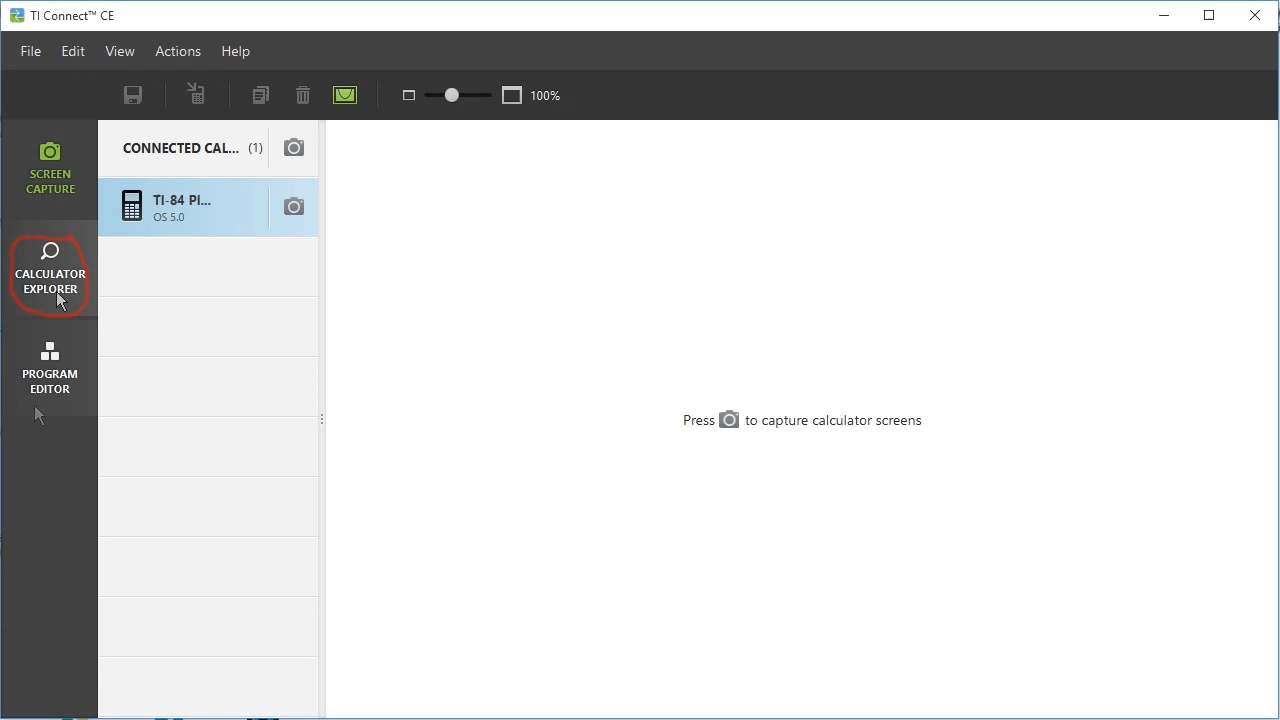 TI Connect™ CE
File Edit View Actions Help
100%
SCREEN
CAPTURE
CALCULATOR
EXPLORER
PROGRAM
EDITOR
CONNECTED CAL... (1)
TI-84 Pl...
OS 5.0
Press to capture calculator screens